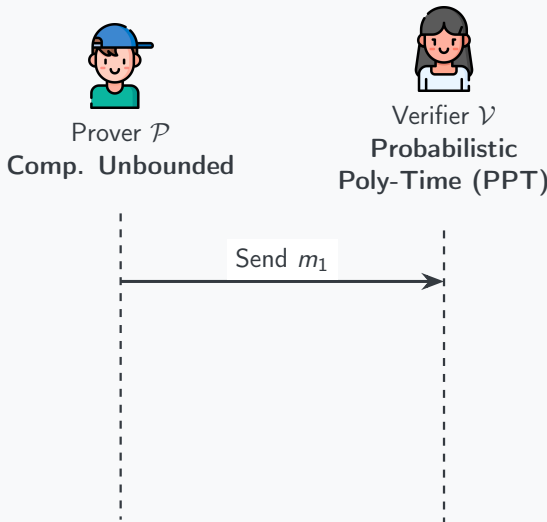 Prover 𝒫
Comp. Unbounded
Verifier 𝒱
Probabilistic
Poly-Time (PPT)
Send m₁